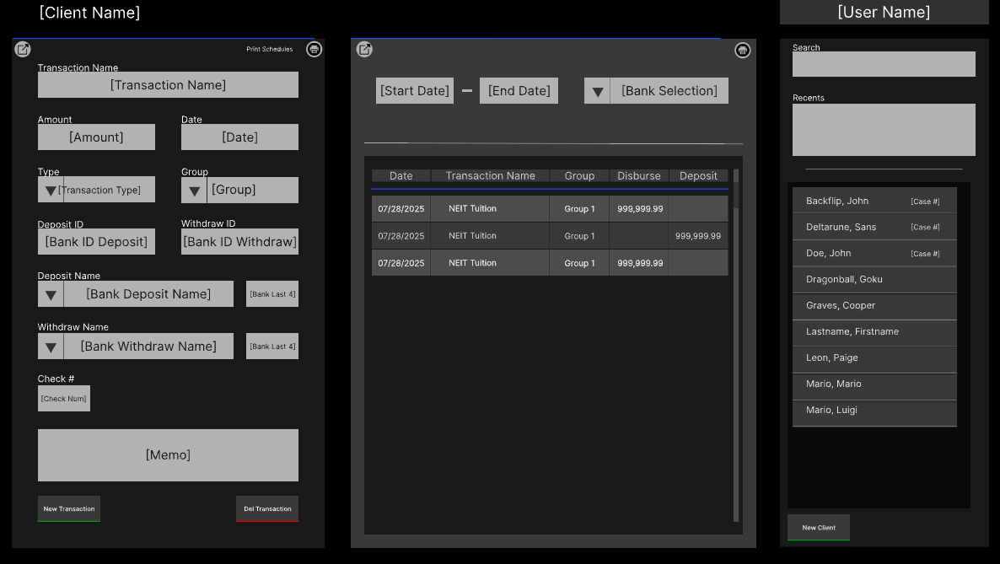 [Client Name]
[User Name]
Print Schedules
Transaction Name
[Transaction Name]
Amount
Date
[Amount]
[Date]
Type
Group
[Transaction Type]
[Group]
Deposit ID
Withdraw ID
[Bank ID Deposit]
[Bank ID Withdraw]
Deposit Name
[Bank Deposit Name]
[Bank Last 4]
Withdraw Name
[Bank Withdraw Name]
[Bank Last 4]
Check #
[Check Num]
[Memo]
New Transaction
Del Transaction
[Start Date]
[End Date]
[Bank Selection]
Date Transaction Name Group Disburse Deposit
07/28/2025 NEIT Tuition Group 1 999,999.99
07/28/2025 NEIT Tuition Group 1 999,999.99
07/28/2025 NEIT Tuition Group 1 999,999.99
Search
Recents
Backflip, John [Case #]
Deltarune, Sans [Case #]
Doe, John [Case #]
Dragonball, Goku
Graves, Cooper
Lastname, Firstname
Leon, Paige
Mario, Mario
Mario, Luigi
New Client